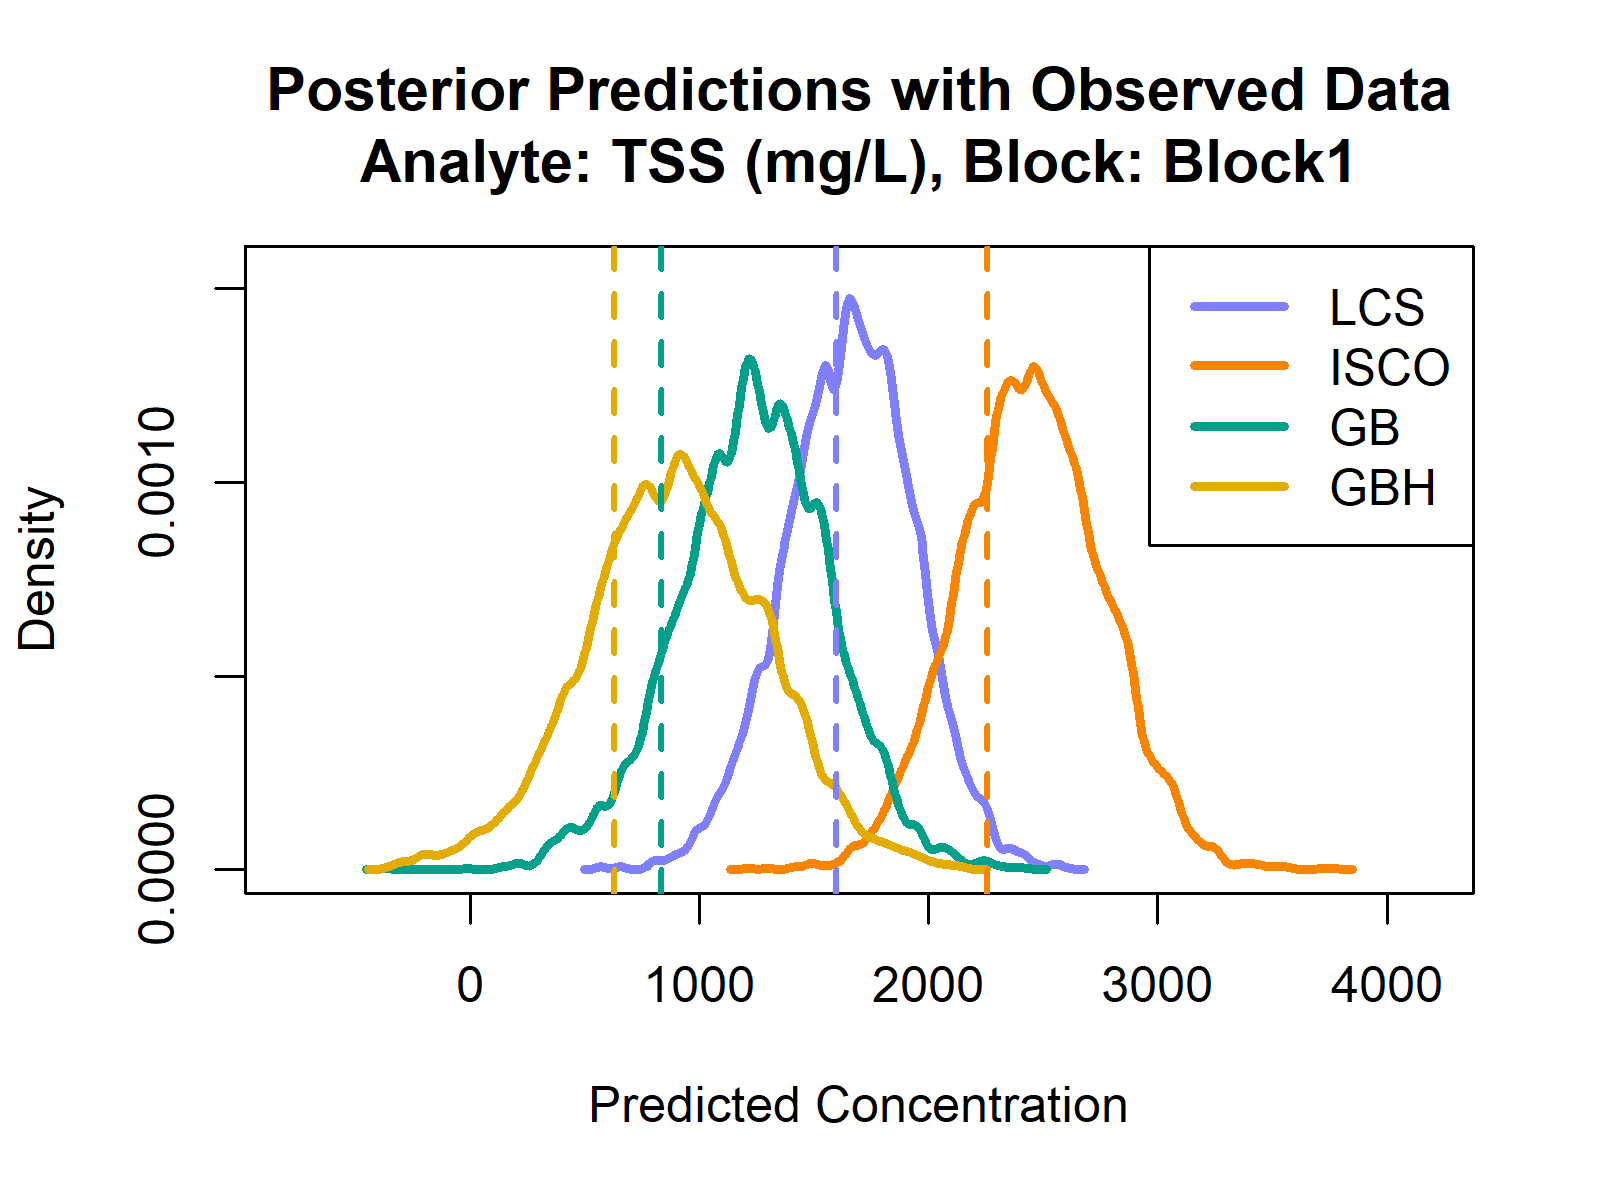 Posterior Predictions with Observed Data
Analyte: TSS (mg/L), Block: Block1
LCS
ISCO
GB
GBH
Density
0.0010
0.0000
0 1000 2000 3000 4000
Predicted Concentration